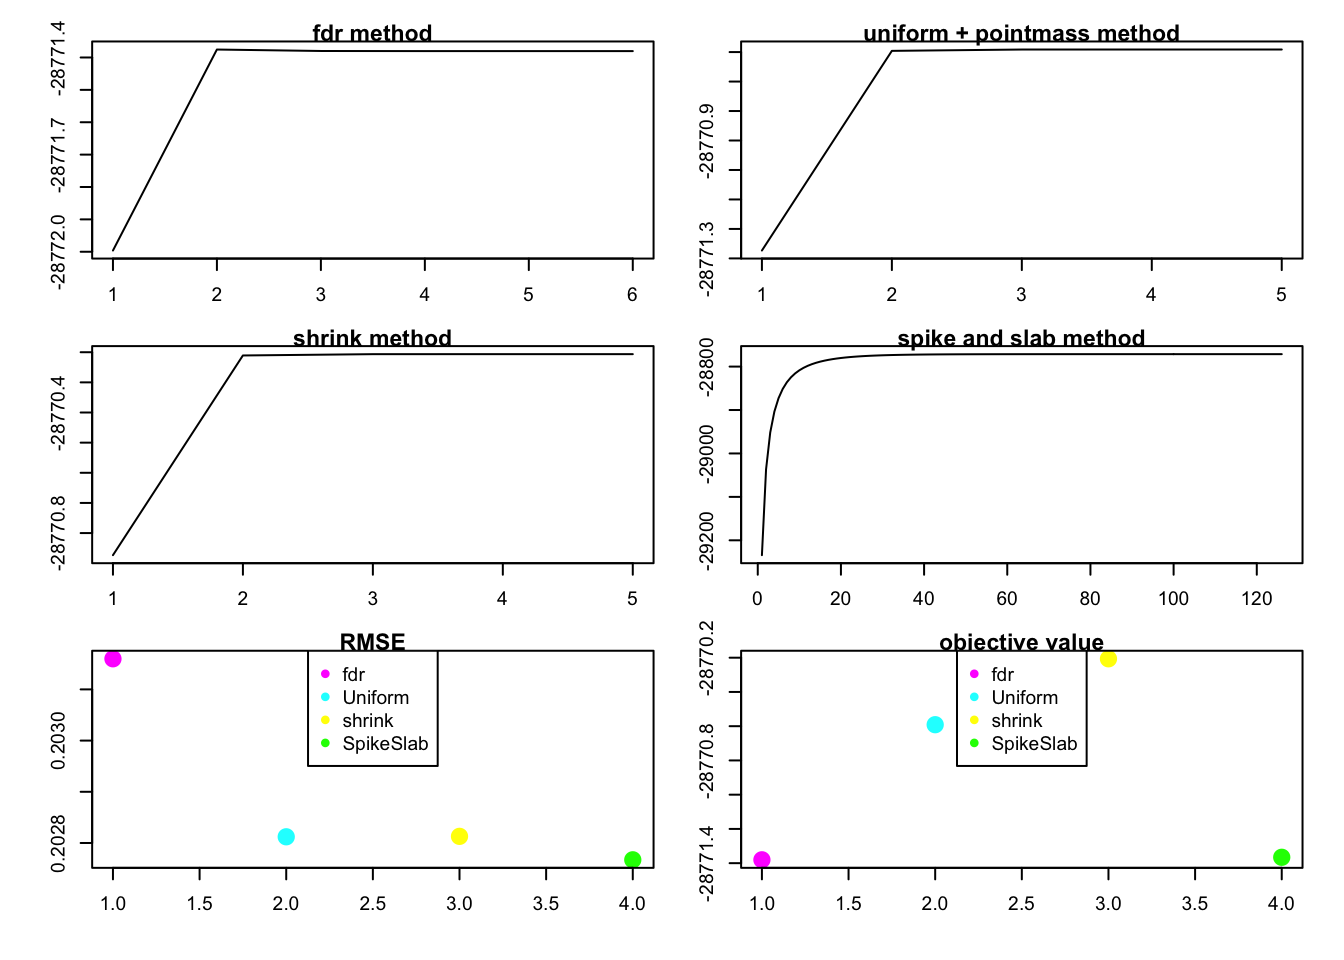 fdr method
-28772.0 -28771.7 -28771.4
1 2 3 4 5 6
uniform + pointmass method
-28771.3 -28770.9
1 2 3 4 5
shrink method
-28770.8 -28770.4
1 2 3 4 5
spike and slab method
-29200 -29000 -28800
0 20 40 60 80 100 120
RMSE
0.2028 0.2030
fdr
Uniform
shrink
SpikeSlab
1.0 1.5 2.0 2.5 3.0 3.5 4.0
objective value
-28771.4 -28770.8 -28770.2
fdr
Uniform
shrink
SpikeSlab
1.0 1.5 2.0 2.5 3.0 3.5 4.0